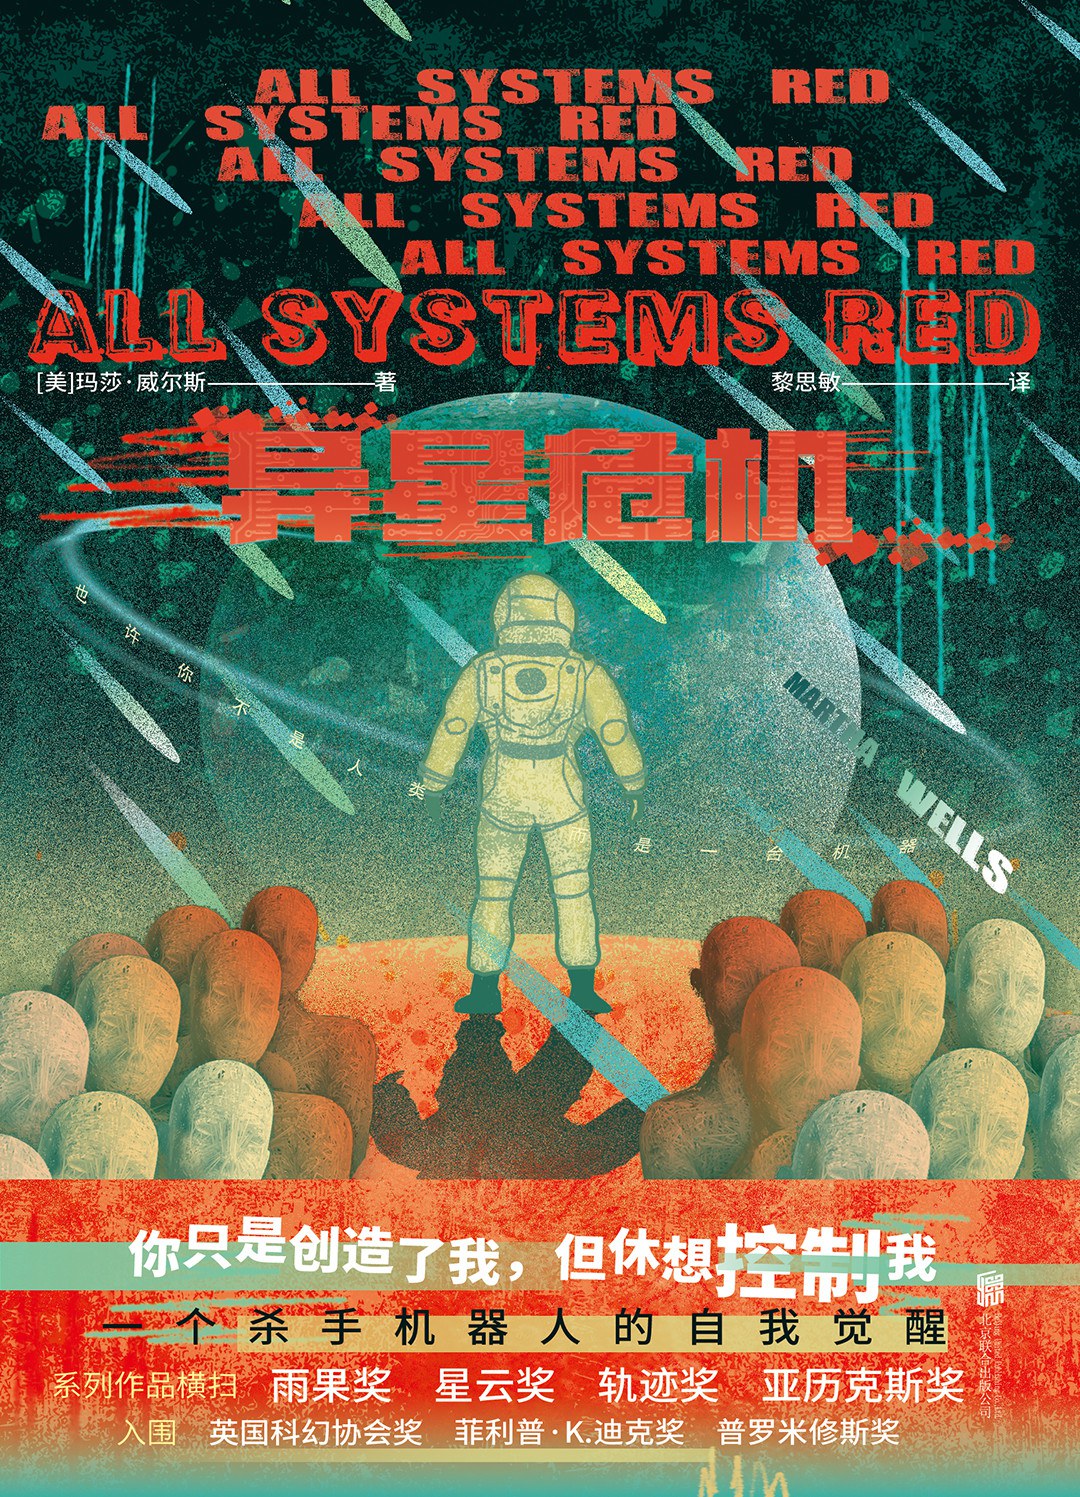 ALL SYSTEMS RED
ALL SYSTEMS RED
ALL SYSTEMS RED
ALL SYSTEMS RED
ALL SYSTEMS RED
ALL SYSTEMS RED
[美]玛莎·威尔斯 著
黎思敏 译
异星危机
也许你不是人类
而是一台机器
MARTHA WELLS
你只是创造了我，但休想控制我
一个杀手机器人的自我觉醒
系列作品横扫 雨果奖 星云奖 轨迹奖 亚历克斯奖
入围 英国科幻协会奖 菲利普·K.迪克奖 普罗米修斯奖
北京联合出版公司